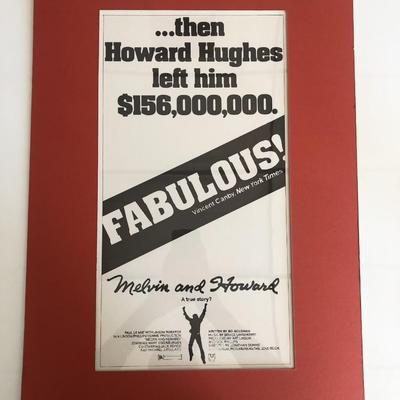 ...then
Howard Hughes
left him
$156,000,000.
FABULOUS!
Vincent Canby, New York Times
Melvin and Howard
A true story?